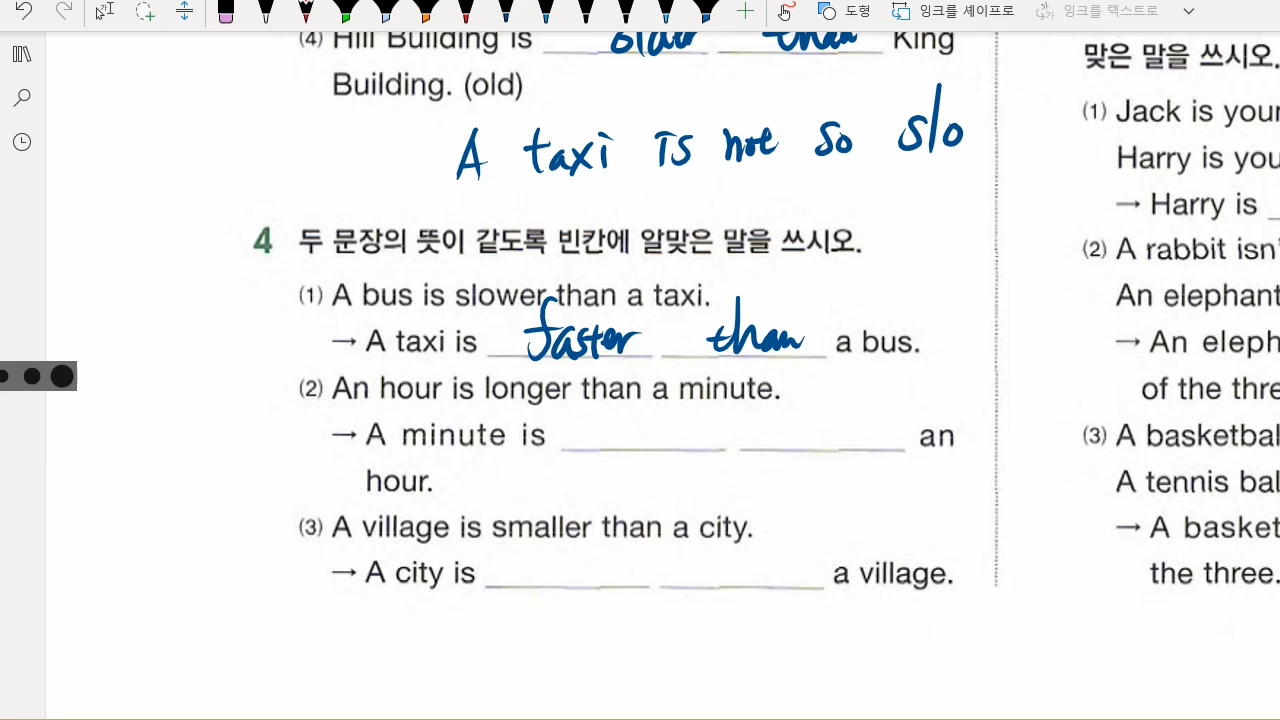 도형 잉크를 셰이프로 잉크를 텍스트로
(4) Hill Building is older than King
Building. (old)
A taxi is not so slo
4 두 문장의 뜻이 같도록 빈칸에 알맞은 말을 쓰시오.
(1) A bus is slower than a taxi.
→ A taxi is faster than a bus.
(2) An hour is longer than a minute.
→ A minute is ________ ________ an
hour.
(3) A village is smaller than a city.
→ A city is ________ ________ a village.
맞은 말을 쓰시오.
(1) Jack is your
Harry is you
→ Harry is
(2) A rabbit isn'
An elephant
→ An eleph
of the thre
(3) A basketbal
A tennis bal
→ A basket
the three.